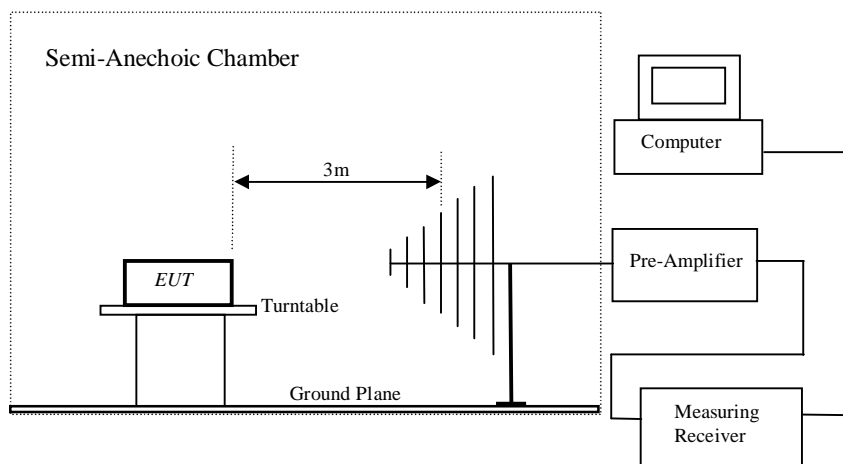 Semi-Anechoic Chamber
Computer
3m
Pre-Amplifier
EUT
Turntable
Ground Plane
Measuring
Receiver